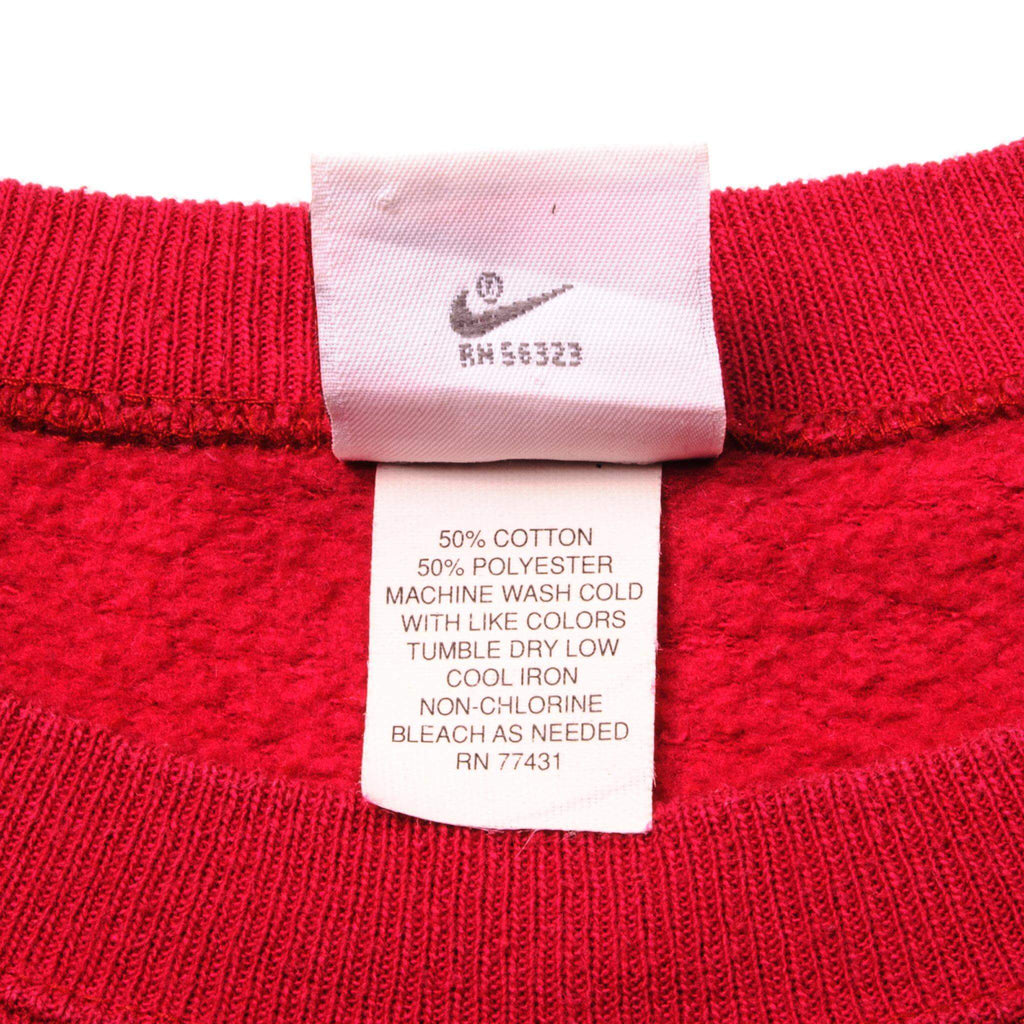 ®
RN 56323
50% COTTON
50% POLYESTER
MACHINE WASH COLD
WITH LIKE COLORS
TUMBLE DRY LOW
COOL IRON
NON-CHLORINE
BLEACH AS NEEDED
RN 77431